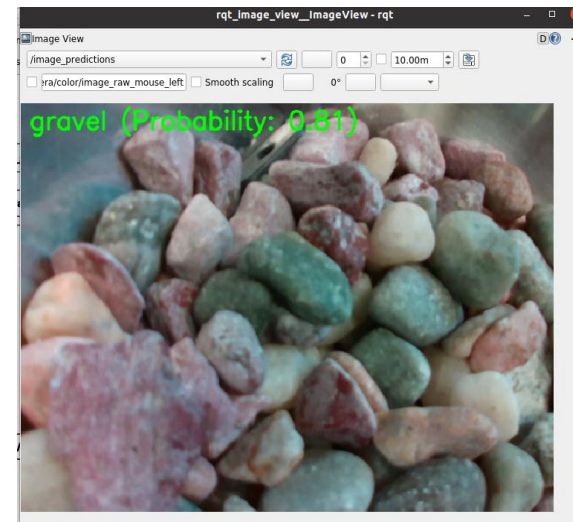 rqt_image_view__ImageView - rqt
Image View
D
/image_predictions
0
10.00m
era/color/image_raw_mouse_left
Smooth scaling
0°
gravel (Probability: 0.81)